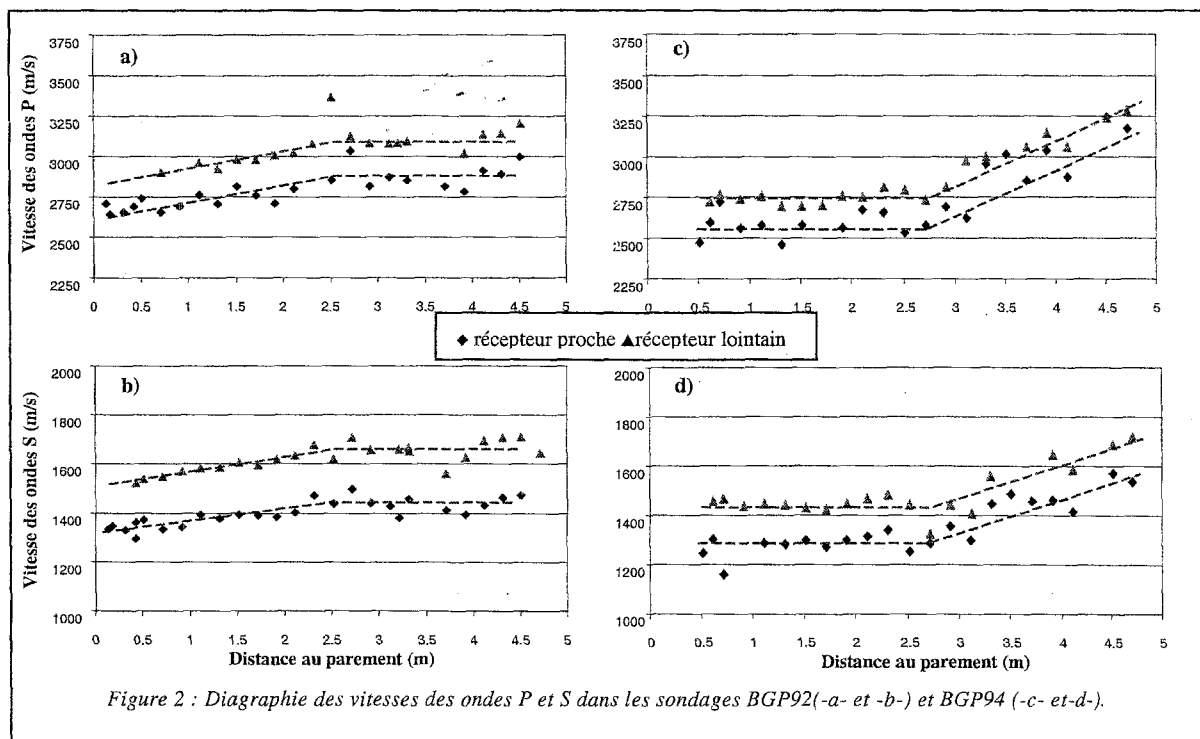 a)
Vitesse des ondes P (m/s)
3750
3500
3250
3000
2750
2500
2250
0 0.5 1 1.5 2 2.5 3 3.5 4 4.5 5
c)
3750
3500
3250
3000
2750
2500
2250
0 0.5 1 1.5 2 2.5 3 3.5 4 4.5 5
récepteur proche récepteur lointain
b)
Vitesse des ondes S (m/s)
2000
1800
1600
1400
1200
1000
0 0.5 1 1.5 2 2.5 3 3.5 4 4.5 5
Distance au parement (m)
d)
2000
1800
1600
1400
1200
1000
0 0.5 1 1.5 2 2.5 3 3.5 4 4.5 5
Distance au parement (m)
Figure 2 : Diagraphie des vitesses des ondes P et S dans les sondages BGP92(-a- et -b-) et BGP94 (-c- et-d-).